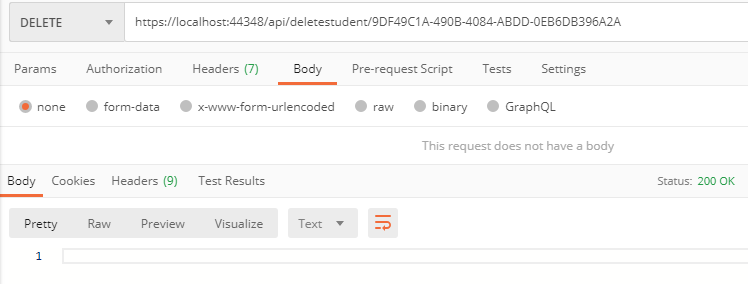 DELETE https://localhost:44348/api/deletestudent/9DF49C1A-490B-4084-ABDD-0EB6DB396A2A
Params Authorization Headers (7) Body Pre-request Script Tests Settings
none form-data x-www-form-urlencoded raw binary GraphQL
This request does not have a body
Body Cookies Headers (9) Test Results Status: 200 OK
Pretty Raw Preview Visualize Text
1